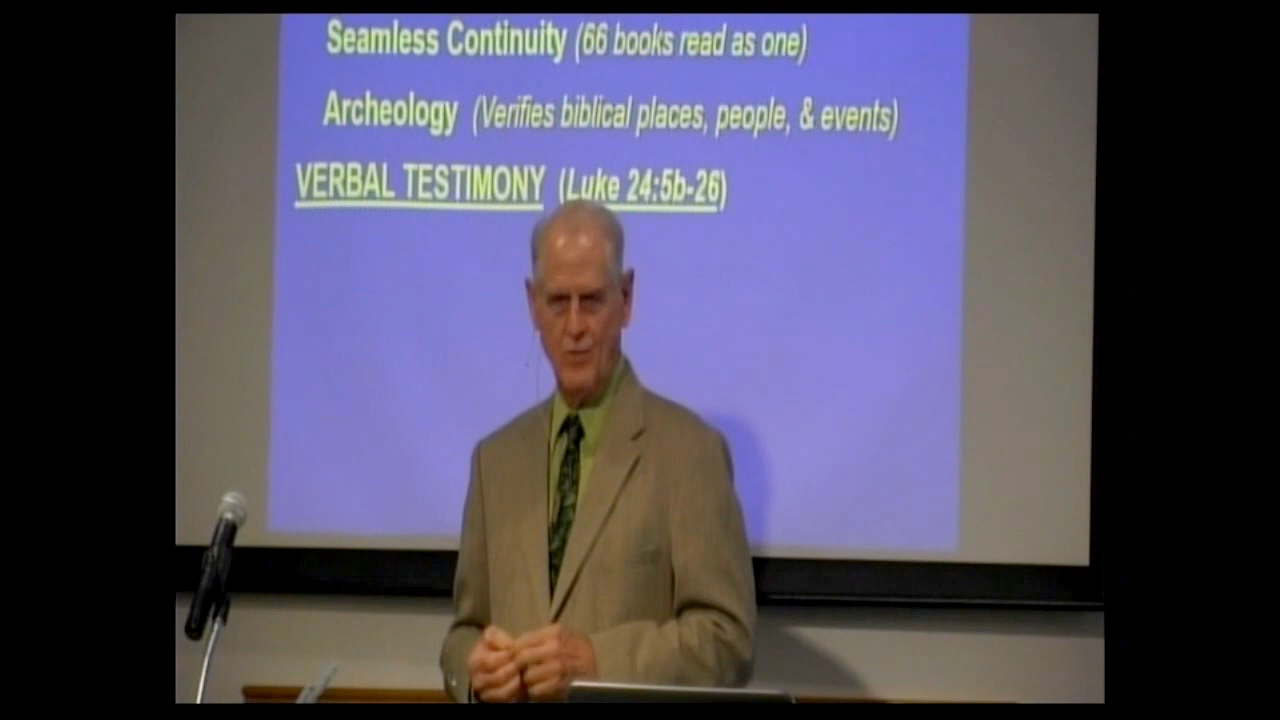 Seamless Continuity (66 books read as one)
Archeology (Verifies biblical places, people, & events)
VERBAL TESTIMONY (Luke 24:5b-26)